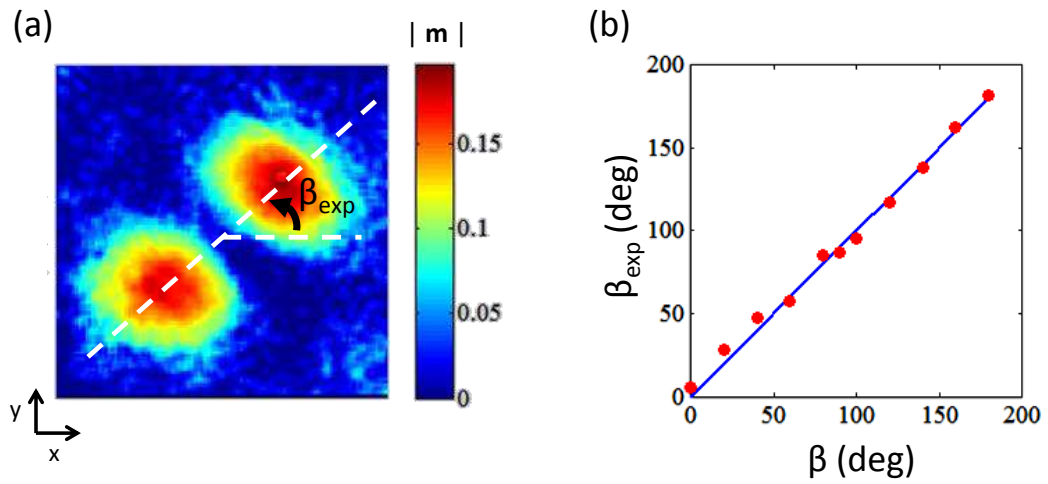 (a)
| m |
0.15
0.1
0.05
0
βexp
y
x
(b)
200
150
100
50
0
0 50 100 150 200
βexp (deg)
β (deg)